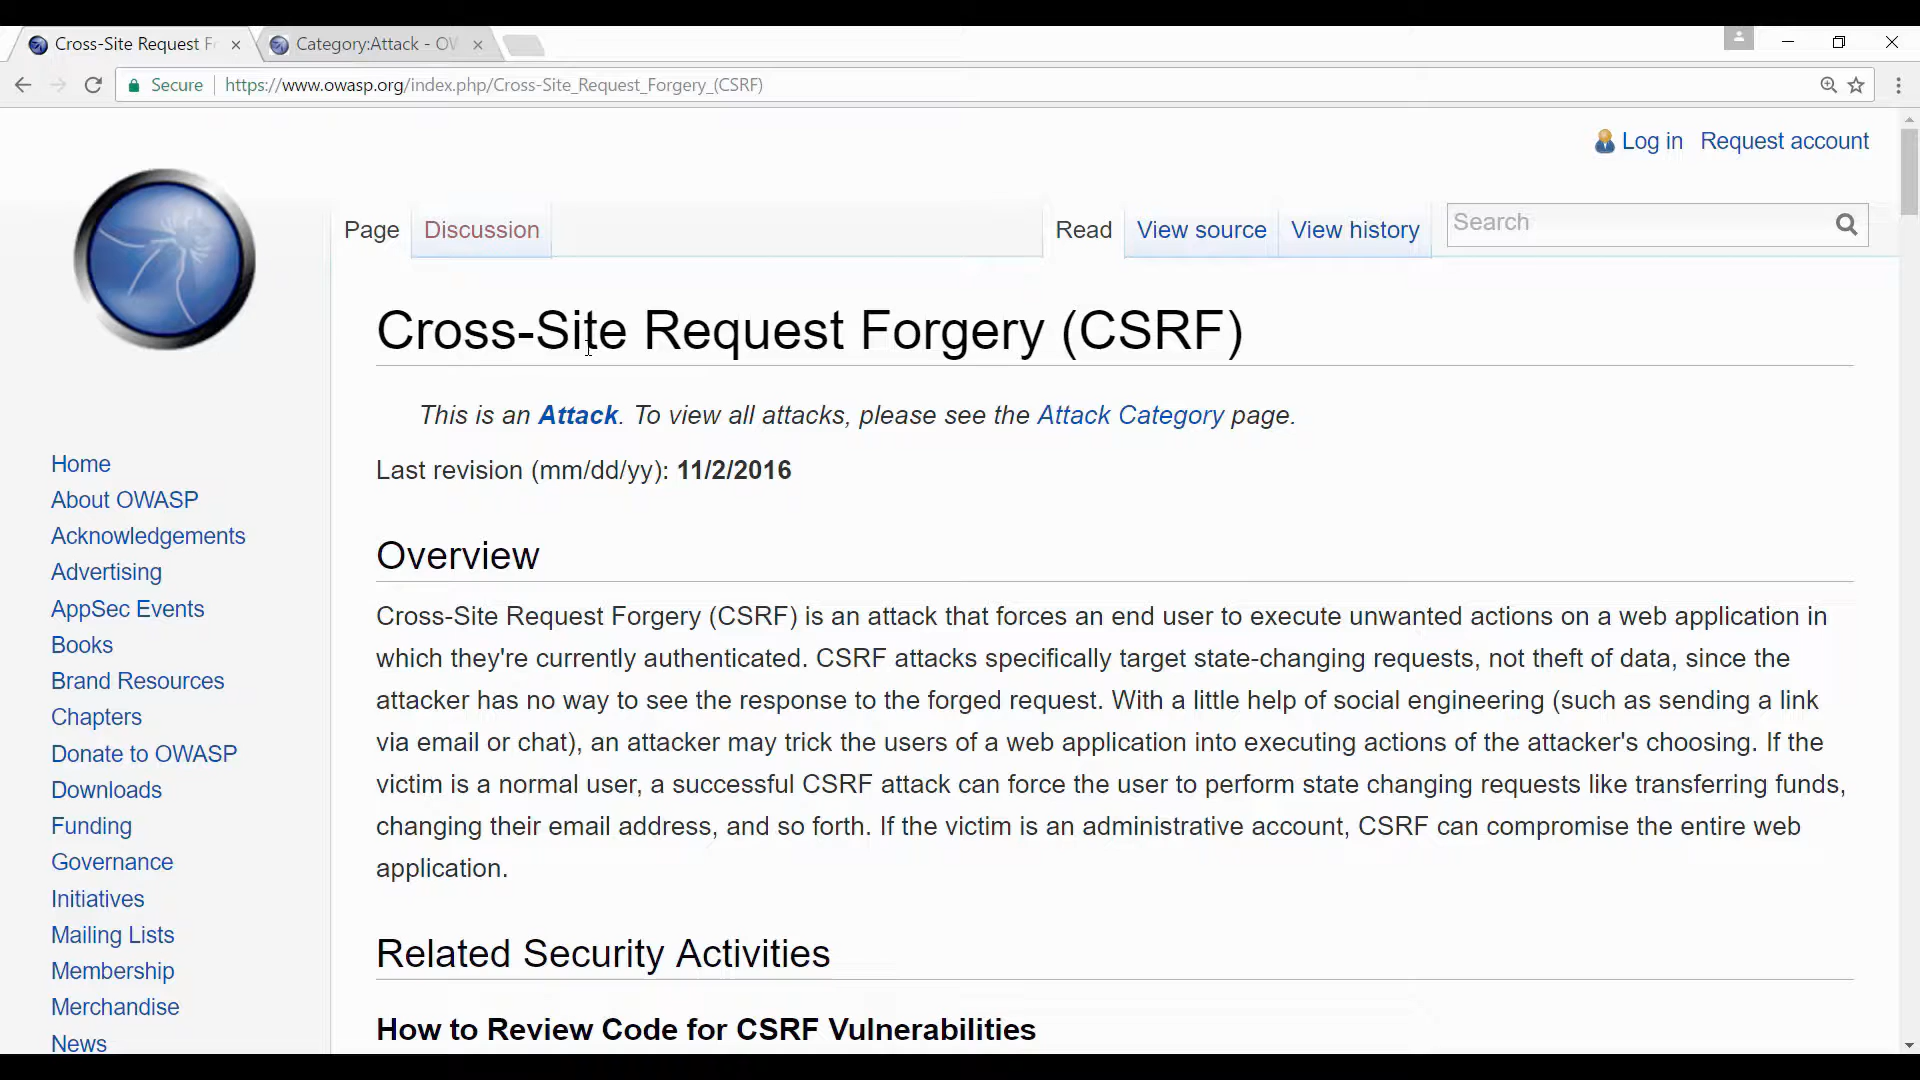 Cross-Site Request F
Category:Attack - OW
Secure
https://www.owasp.org/index.php/Cross-Site_Request_Forgery_(CSRF)
Log in Request account
Page Discussion Read View source View history Search
Cross-Site Request Forgery (CSRF)
This is an Attack. To view all attacks, please see the Attack Category page.
Last revision (mm/dd/yy): 11/2/2016
Overview
Cross-Site Request Forgery (CSRF) is an attack that forces an end user to execute unwanted actions on a web application in
which they're currently authenticated. CSRF attacks specifically target state-changing requests, not theft of data, since the
attacker has no way to see the response to the forged request. With a little help of social engineering (such as sending a link
via email or chat), an attacker may trick the users of a web application into executing actions of the attacker's choosing. If the
victim is a normal user, a successful CSRF attack can force the user to perform state changing requests like transferring funds,
changing their email address, and so forth. If the victim is an administrative account, CSRF can compromise the entire web
application.
Related Security Activities
How to Review Code for CSRF Vulnerabilities
Home
About OWASP
Acknowledgements
Advertising
AppSec Events
Books
Brand Resources
Chapters
Donate to OWASP
Downloads
Funding
Governance
Initiatives
Mailing Lists
Membership
Merchandise
News